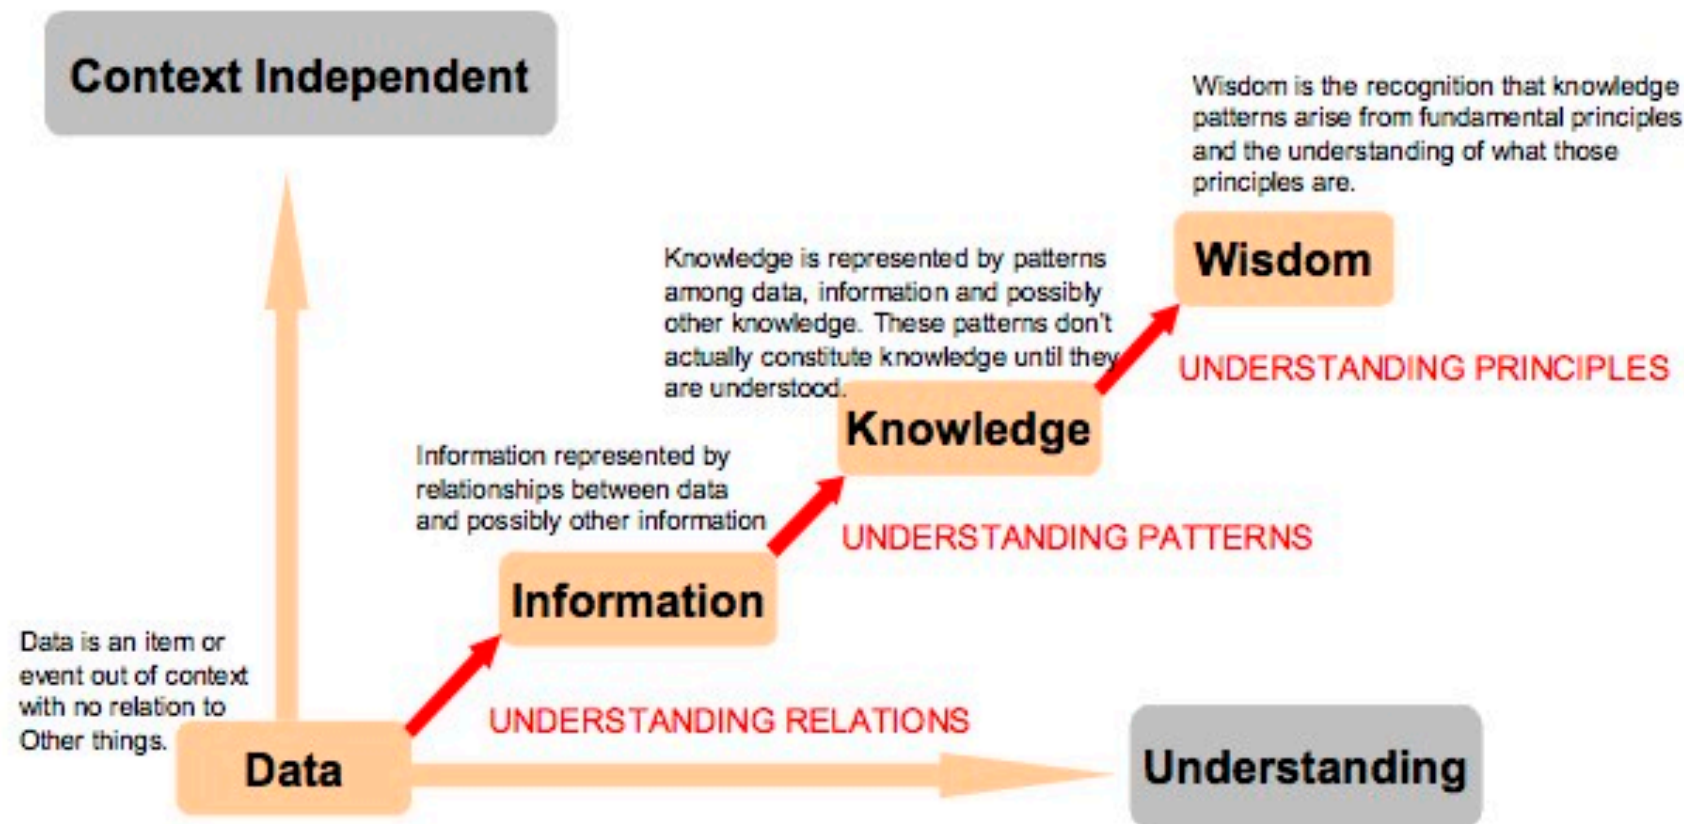 Context Independent
Wisdom is the recognition that knowledge
patterns arise from fundamental principles
and the understanding of what those
principles are.
Wisdom
Knowledge is represented by patterns
among data, information and possibly
other knowledge. These patterns don't
actually constitute knowledge until they
are understood.
UNDERSTANDING PRINCIPLES
Knowledge
Information represented by
relationships between data
and possibly other information
UNDERSTANDING PATTERNS
Information
Data is an item or
event out of context
with no relation to
Other things.
UNDERSTANDING RELATIONS
Data
Understanding